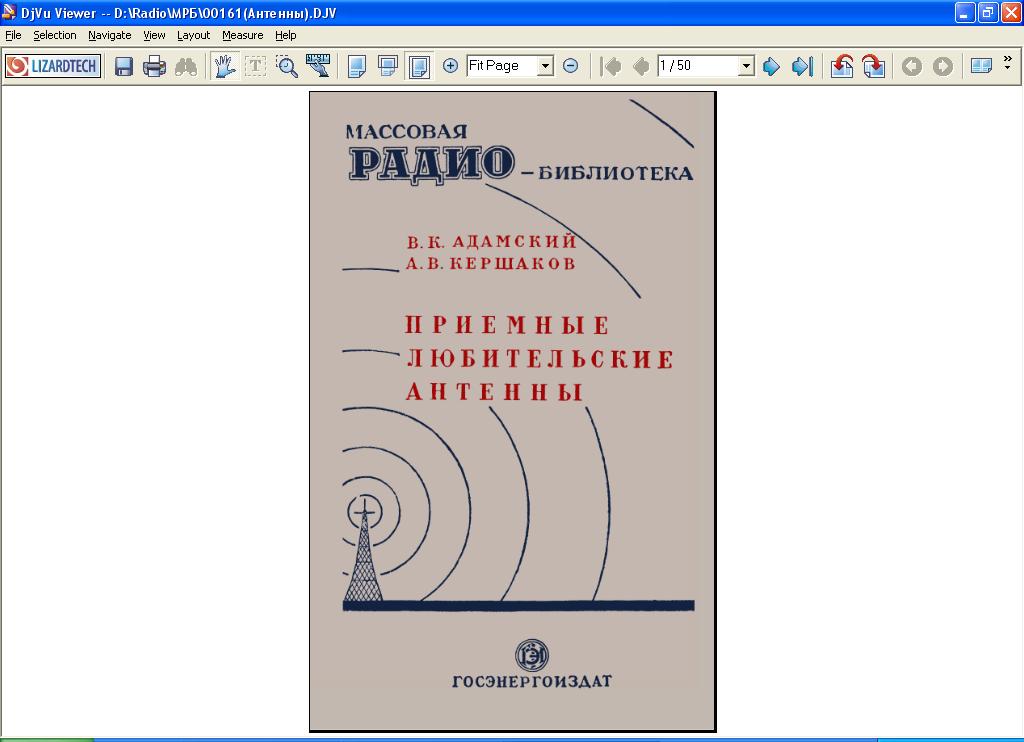 DjVu Viewer -- D:\Radio\МРБ\00161(Антенны).DJV
File Selection Navigate View Layout Measure Help
LIZARDTECH
T
Fit Page
1 / 50
»
МАССОВАЯ
РАДИО
– БИБЛИОТЕКА
В. К. АДАМСКИЙ
А. В. КЕРШАКОВ
ПРИЕМНЫЕ
ЛЮБИТЕЛЬСКИЕ
АНТЕННЫ
ГЭИ
ГОСЭНЕРГОИЗДАТ